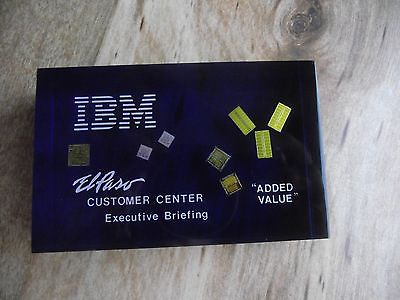 IBM
El Paso
CUSTOMER CENTER
Executive Briefing
"ADDED
VALUE"